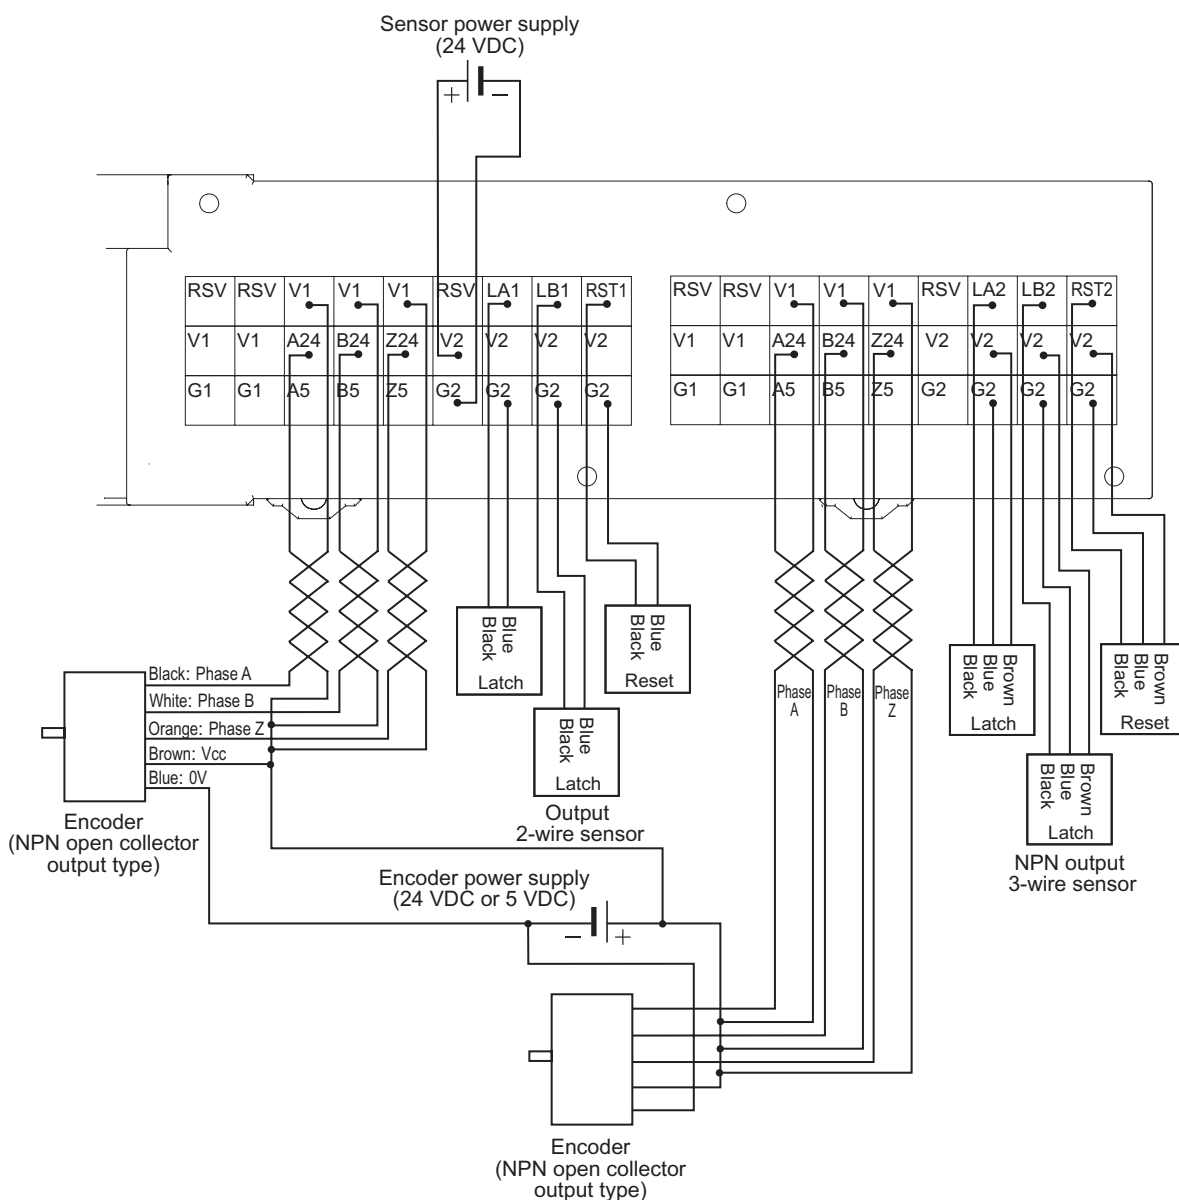 Sensor power supply
(24 VDC)
+ −
RSV RSV V1 V1 V1 RSV LA1 LB1 RST1
V1 V1 A24 B24 Z24 V2 V2 V2 V2
G1 G1 A5 B5 Z5 G2 G2 G2 G2
RSV RSV V1 V1 V1 RSV LA2 LB2 RST2
V1 V1 A24 B24 Z24 V2 V2 V2 V2
G1 G1 A5 B5 Z5 G2 G2 G2 G2
Black: Phase A
White: Phase B
Orange: Phase Z
Brown: Vcc
Blue: 0V
Encoder
(NPN open collector
output type)
Black
Blue
Latch
Black
Blue
Latch
Black
Blue
Reset
Output
2-wire sensor
Phase
A
Phase
B
Phase
Z
Black
Blue
Brown
Latch
Black
Blue
Brown
Latch
Black
Blue
Brown
Reset
NPN output
3-wire sensor
Encoder power supply
(24 VDC or 5 VDC)
− +
Encoder
(NPN open collector
output type)